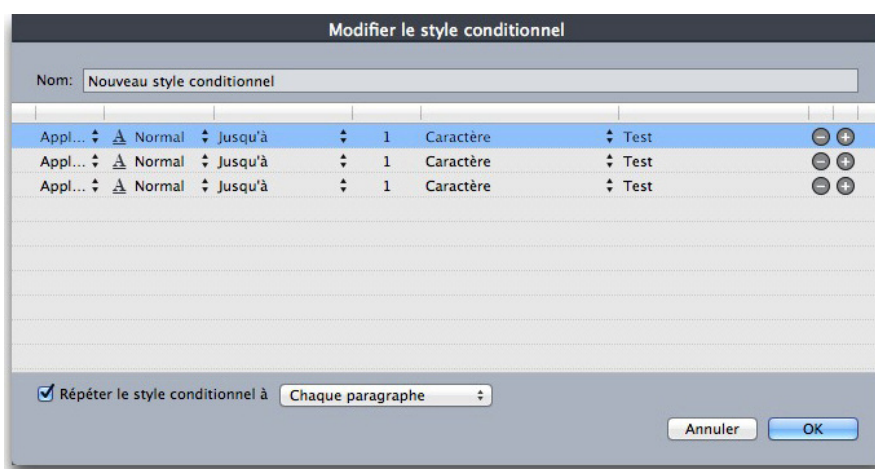 Modifier le style conditionnel
Nom: Nouveau style conditionnel
Appl... A Normal Jusqu'à 1 Caractère Test
Appl... A Normal Jusqu'à 1 Caractère Test
Appl... A Normal Jusqu'à 1 Caractère Test
Répéter le style conditionnel à Chaque paragraphe
Annuler OK